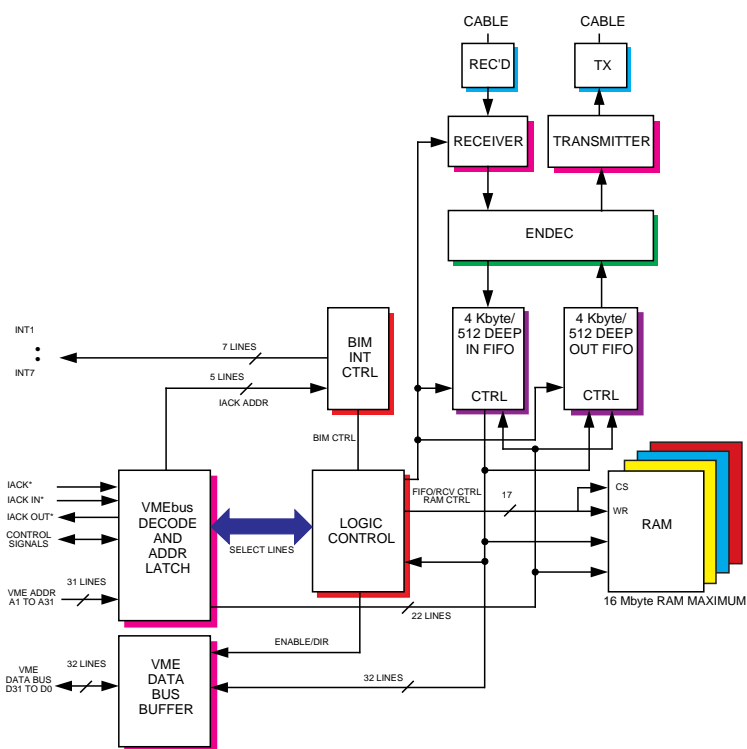 CABLE
CABLE
REC'D
TX
RECEIVER
TRANSMITTER
ENDEC
4 Kbyte/
512 DEEP
IN FIFO
CTRL
4 Kbyte/
512 DEEP
OUT FIFO
CTRL
INT1
:
INT7
7 LINES
BIM
INT
CTRL
5 LINES
IACK ADDR
BIM CTRL
IACK*
IACK IN*
IACK OUT*
CONTROL
SIGNALS
VME ADDR
A1 TO A31
31 LINES
VMEbus
DECODE
AND
ADDR
LATCH
SELECT LINES
LOGIC
CONTROL
FIFO/RCV CTRL
RAM CTRL
17
CS
WR
RAM
16 Mbyte RAM MAXIMUM
22 LINES
ENABLE/DIR
VME
DATA BUS
D31 TO D0
32 LINES
VME
DATA
BUS
BUFFER
32 LINES